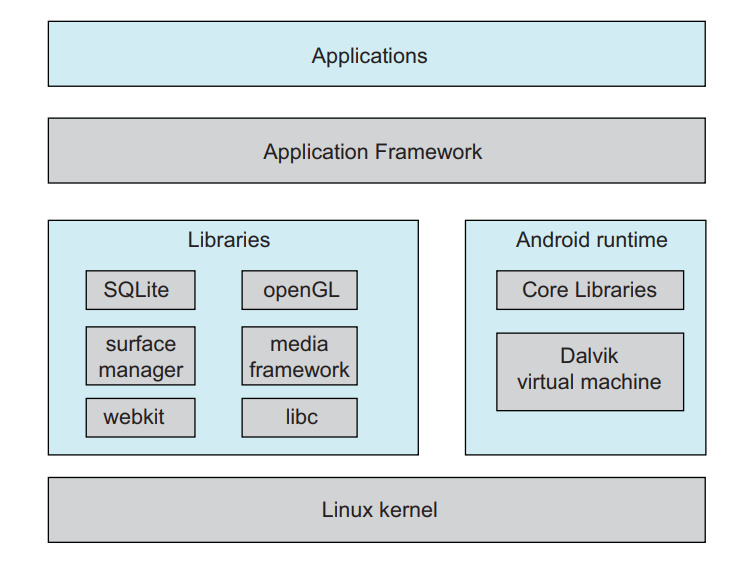 Applications
Application Framework
Libraries
SQLite
openGL
surface
manager
media
framework
webkit
libc
Android runtime
Core Libraries
Dalvik
virtual machine
Linux kernel